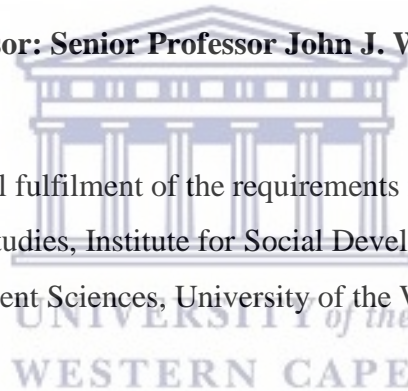 sor: Senior Professor John J. W
l fulfilment of the requirements
tudies, Institute for Social Devel
ent Sciences, University of the W
UNIVERSITY of the
WESTERN CAPE